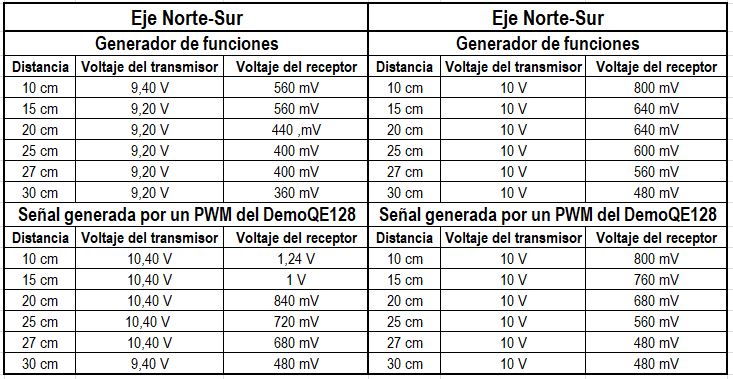 Eje Norte-Sur Eje Norte-Sur
Generador de funciones Generador de funciones
Distancia Voltaje del transmisor Voltaje del receptor Distancia Voltaje del transmisor Voltaje del receptor
10 cm 9,40 V 560 mV 10 cm 10 V 800 mV
15 cm 9,20 V 560 mV 15 cm 10 V 640 mV
20 cm 9,20 V 440 ,mV 20 cm 10 V 640 mV
25 cm 9,20 V 400 mV 25 cm 10 V 600 mV
27 cm 9,20 V 400 mV 27 cm 10 V 560 mV
30 cm 9,20 V 360 mV 30 cm 10 V 480 mV
Señal generada por un PWM del DemoQE128 Señal generada por un PWM del DemoQE128
Distancia Voltaje del transmisor Voltaje del receptor Distancia Voltaje del transmisor Voltaje del receptor
10 cm 10,40 V 1,24 V 10 cm 10 V 800 mV
15 cm 10,40 V 1 V 15 cm 10 V 760 mV
20 cm 10,40 V 840 mV 20 cm 10 V 680 mV
25 cm 10,40 V 720 mV 25 cm 10 V 560 mV
27 cm 10,40 V 680 mV 27 cm 10 V 480 mV
30 cm 9,40 V 480 mV 30 cm 10 V 480 mV